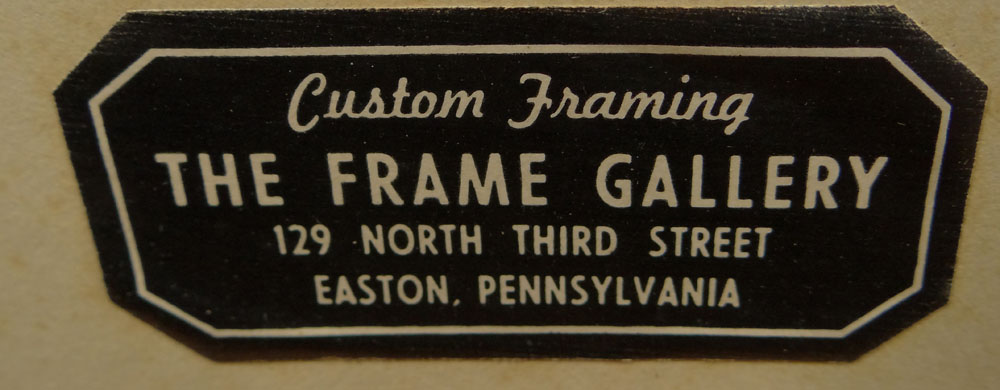 Custom Framing
THE FRAME GALLERY
129 NORTH THIRD STREET
EASTON, PENNSYLVANIA